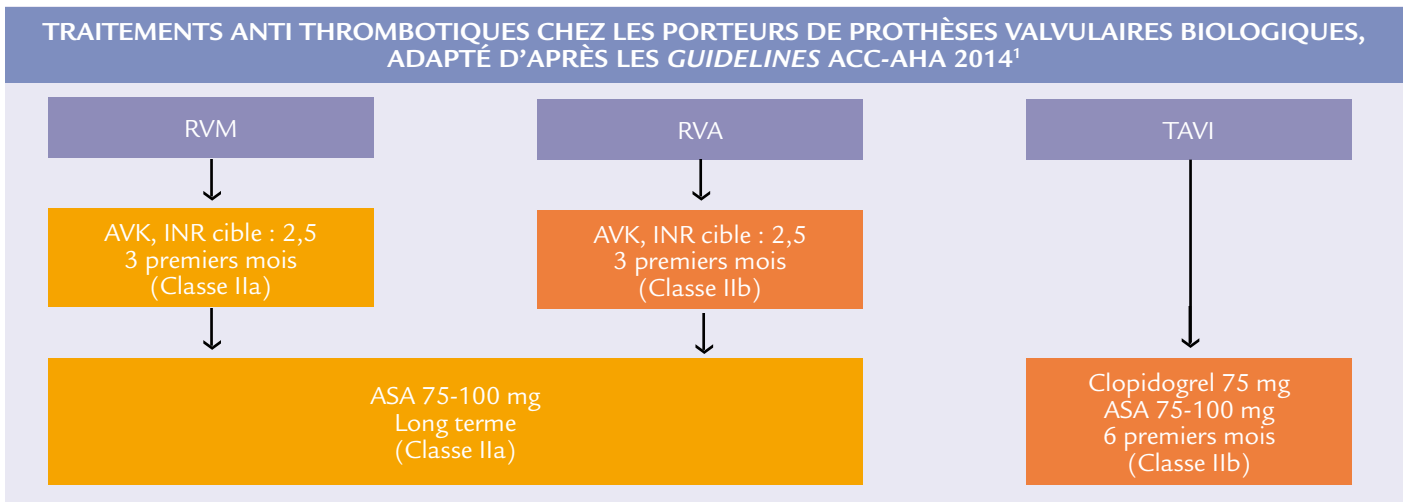 TRAITEMENTS ANTI THROMBOTIQUES CHEZ LES PORTEURS DE PROTHÈSES VALVULAIRES BIOLOGIQUES,
ADAPTÉ D’APRÈS LES GUIDELINES ACC-AHA 2014¹
RVM
RVA
TAVI
AVK, INR cible : 2,5
3 premiers mois
(Classe IIa)
AVK, INR cible : 2,5
3 premiers mois
(Classe IIb)
ASA 75-100 mg
Long terme
(Classe IIa)
Clopidogrel 75 mg
ASA 75-100 mg
6 premiers mois
(Classe IIb)